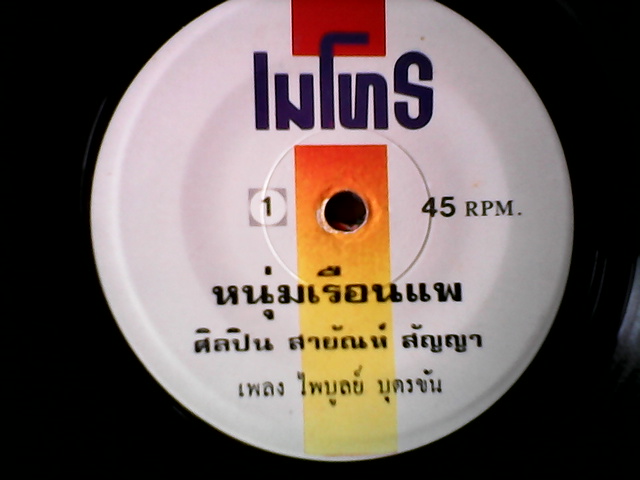 เมโทร
1
45 RPM.
หนุ่มเรือนแพ
ศิลปิน สายัณห์ สัญญา
เพลง ไพบูลย์ บุตรขัน